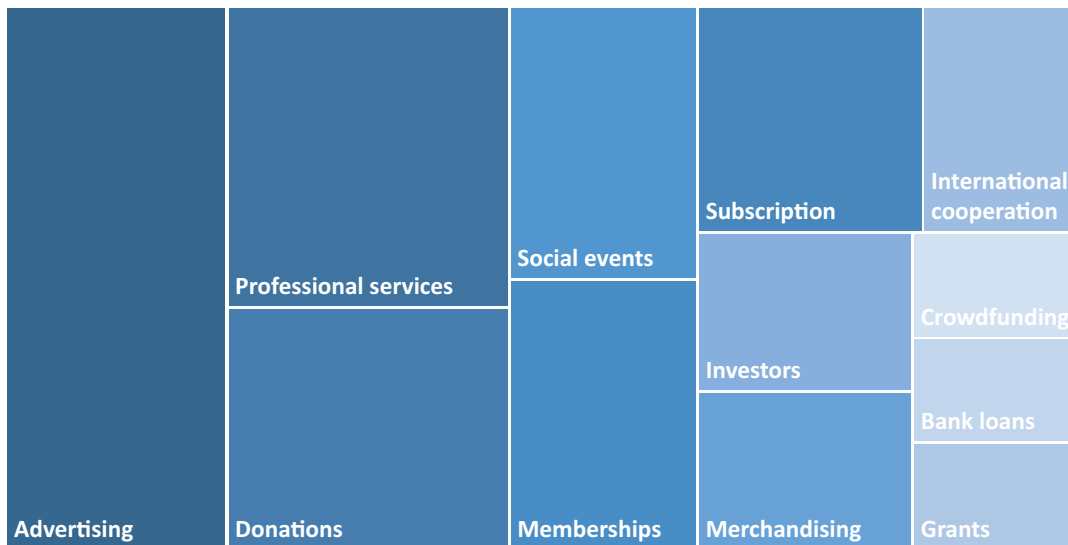 Advertising
Professional services
Donations
Social events
Memberships
Subscription
International
cooperation
Investors
Merchandising
Crowdfunding
Bank loans
Grants